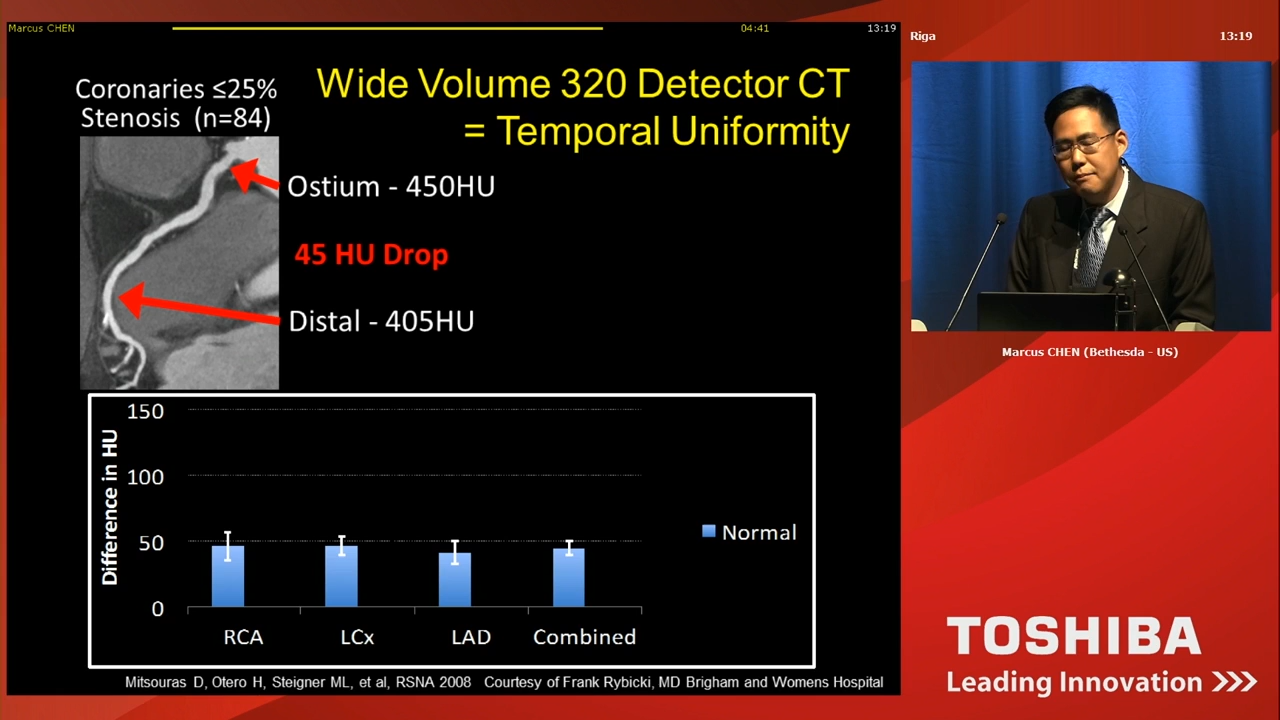 Marcus CHEN
04:41
13:19
Riga
13:19
Coronaries ≤25%
Stenosis (n=84)
Wide Volume 320 Detector CT
= Temporal Uniformity
Ostium - 450HU
45 HU Drop
Distal - 405HU
Marcus CHEN (Bethesda - US)
Difference in HU
150
100
50
0
RCA
LCx
LAD
Combined
Normal
Mitsouras D, Otero H, Steigner ML, et al, RSNA 2008 Courtesy of Frank Rybicki, MD Brigham and Womens Hospital
TOSHIBA
Leading Innovation >>>